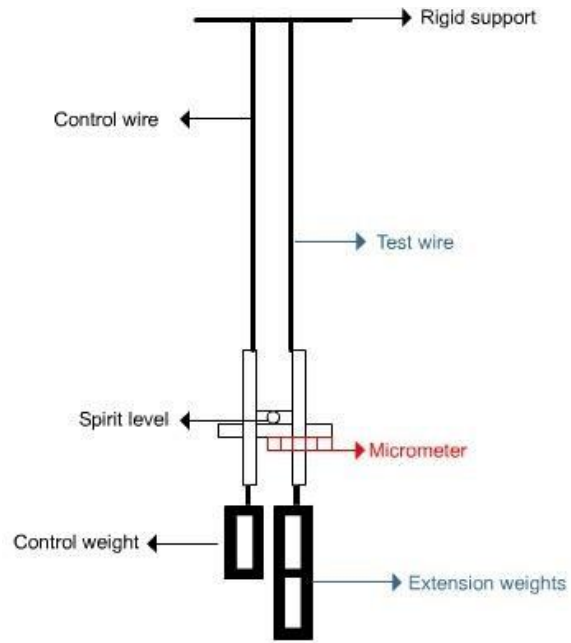 Rigid support
Control wire
Test wire
Spirit level
Micrometer
Control weight
Extension weights